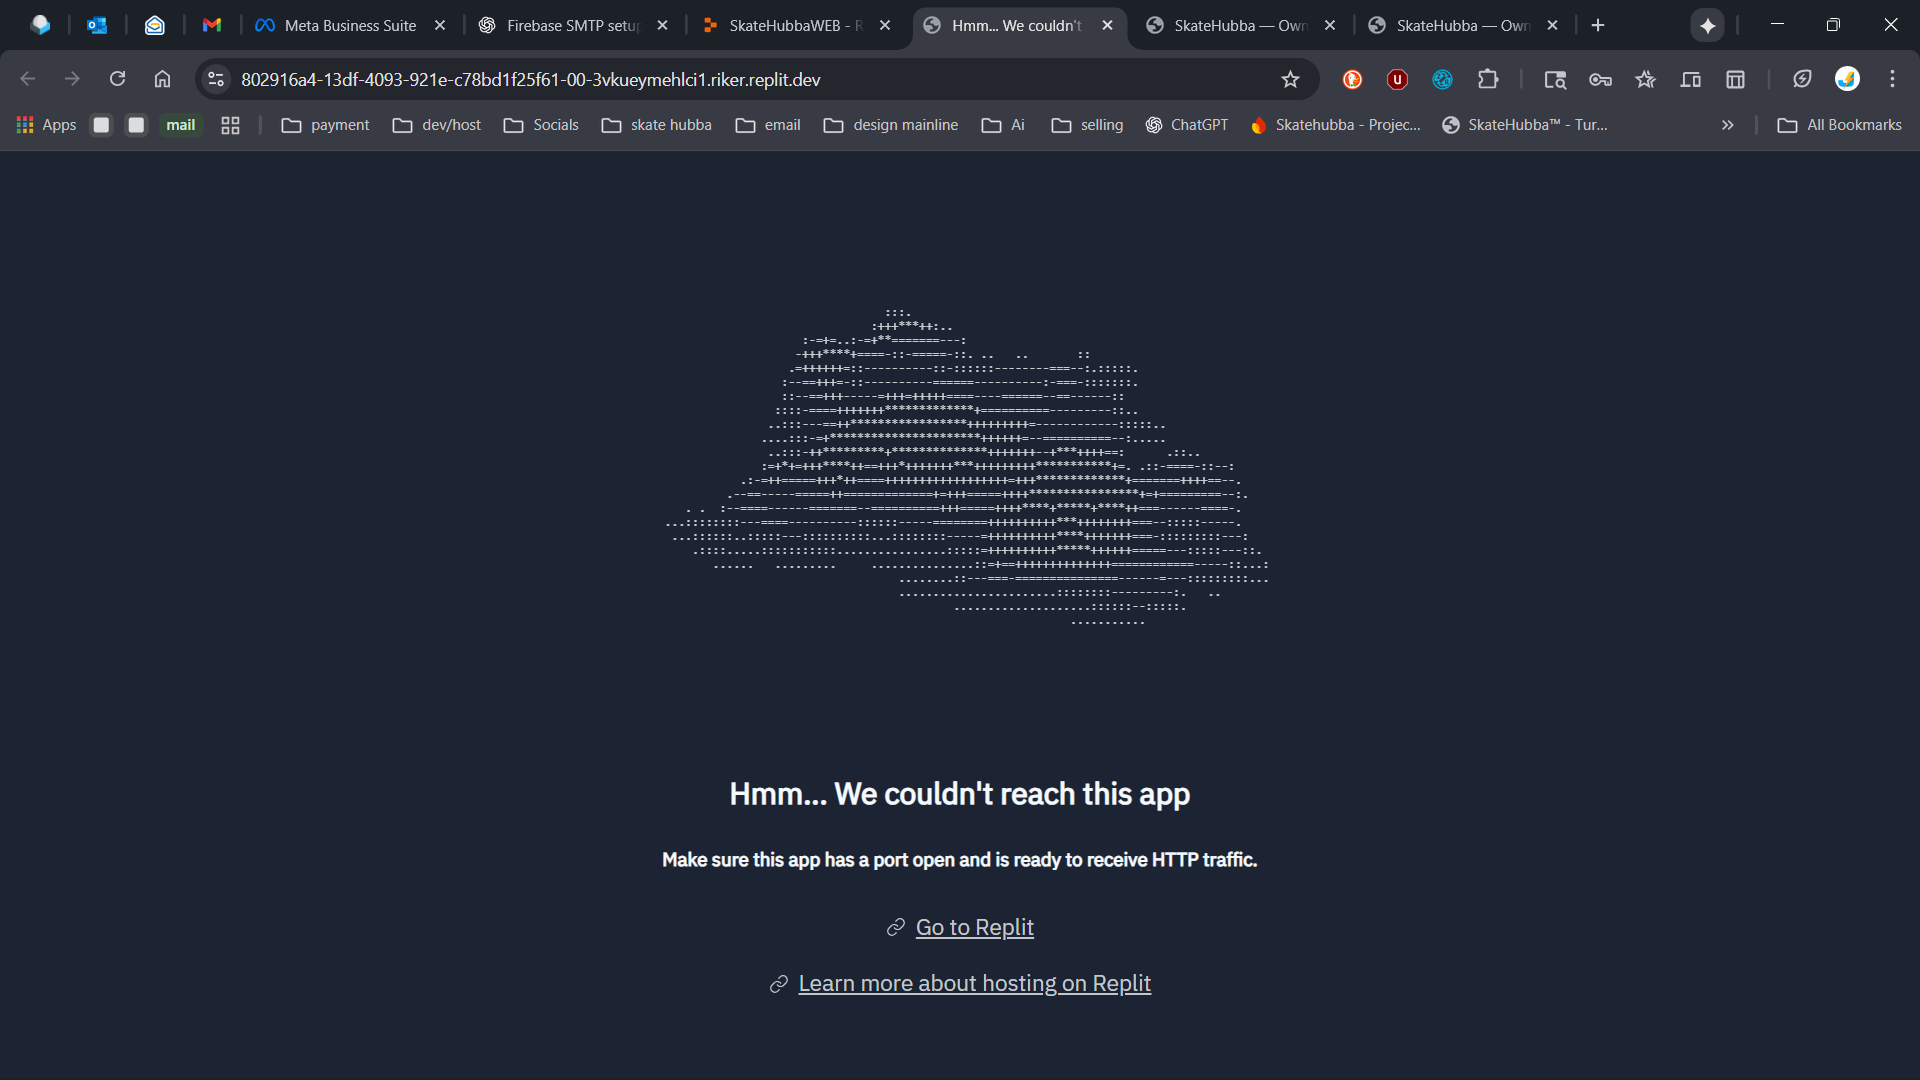 Meta Business Suite
Firebase SMTP setu
SkateHubbaWEB - R
Hmm... We couldn't
SkateHubba — Own
SkateHubba — Own
802916a4-13df-4093-921e-c78bd1f25f61-00-3vkueymehlci1.riker.replit.dev
Apps
mail
payment
dev/host
Socials
skate hubba
email
design mainline
Ai
selling
ChatGPT
Skatehubba - Projec...
SkateHubba™ - Tur...
All Bookmarks
Hmm... We couldn't reach this app
Make sure this app has a port open and is ready to receive HTTP traffic.
Go to Replit
Learn more about hosting on Replit